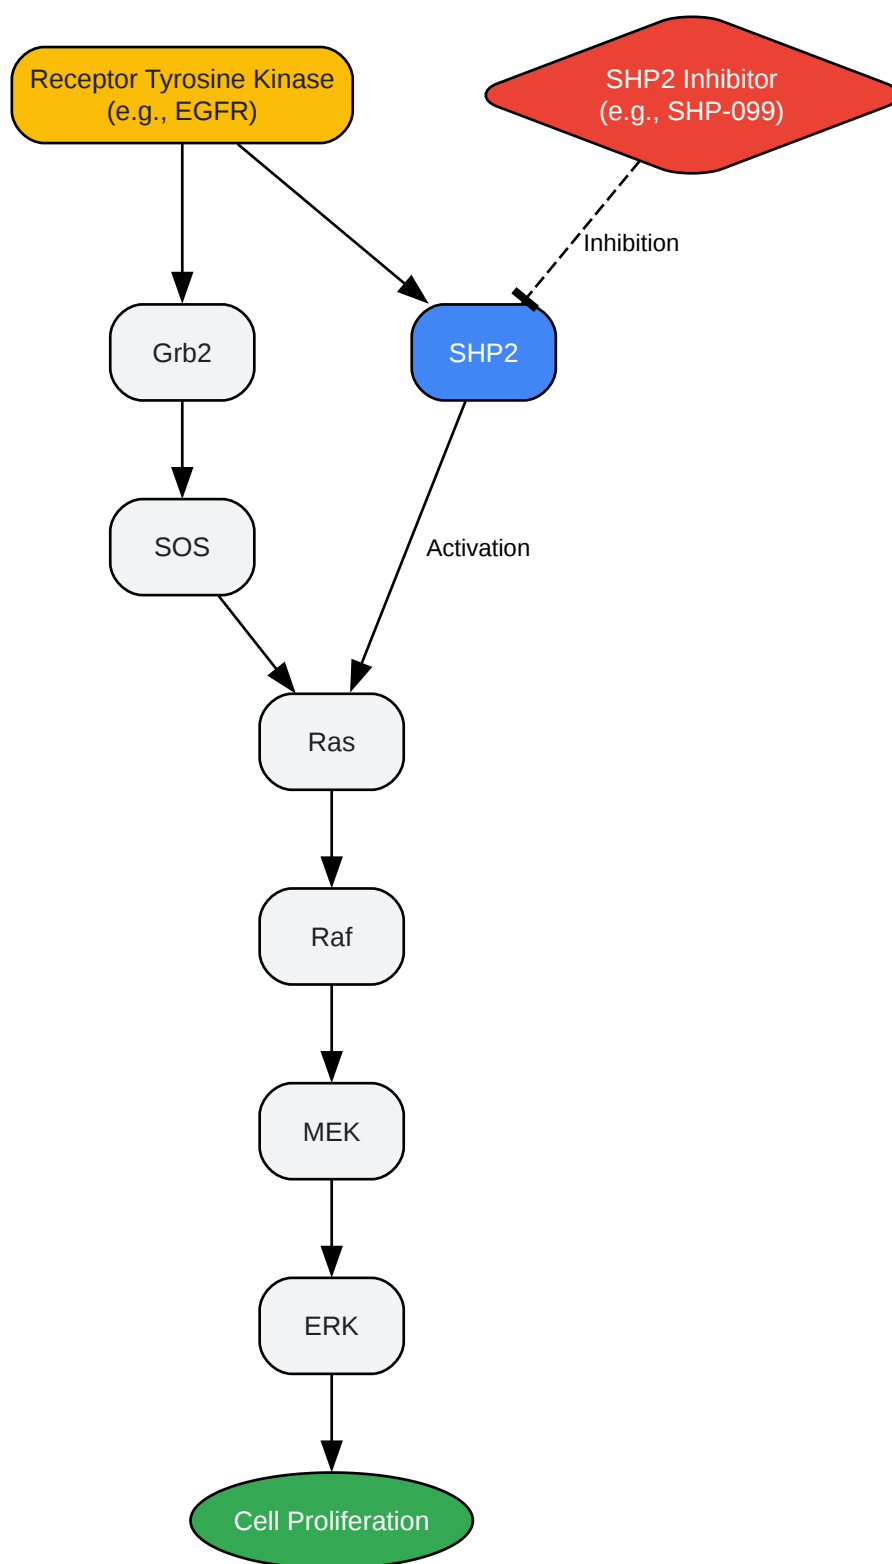 Receptor Tyrosine Kinase
(e.g., EGFR)
SHP2 Inhibitor
(e.g., SHP-099)
Inhibition
Grb2
SHP2
SOS
Activation
Ras
Raf
MEK
ERK
Cell Proliferation